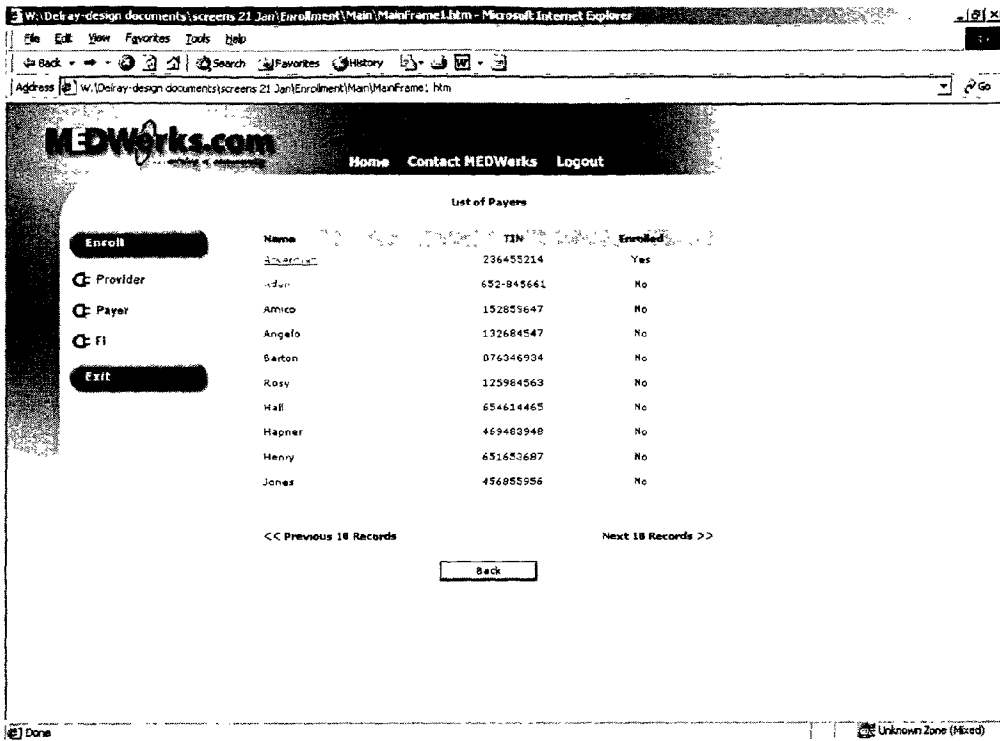 W:\Delray-design documents\screens 21 Jan\Enrollment\Main\MainFrame1.htm - Microsoft Internet Explorer
File Edit View Favorites Tools Help
Back Search Favorites History
Address W:\Delray-design documents\screens 21 Jan\Enrollment\Main\MainFrame1.htm Go
MEDWorks.com
Home Contact MEDWorks Logout
List of Payers
Enroll
Provider
Payer
FI
Exit
Name TIN Enrolled
236455214 Yes
652-845661 No
Amico 152859647 No
Angelo 132684547 No
Barton 876346934 No
Rosy 125984563 No
Hall 654614465 No
Hapner 469483948 No
Henry 651653687 No
Jones 456855956 No
<< Previous 10 Records Next 10 Records >>
Back
Done Unknown Zone (Mixed)